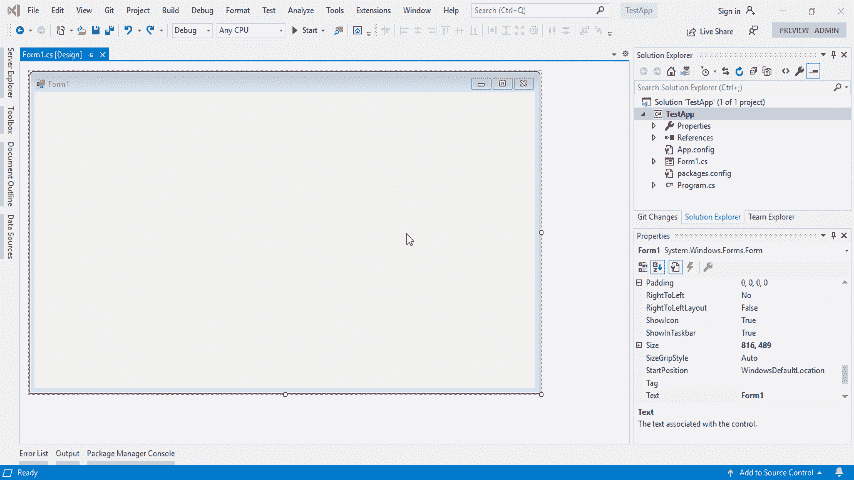 File Edit View Git Project Build Debug Format Test Analyze Tools Extensions Window Help Search (Ctrl+Q) TestApp Sign in
Debug Any CPU Start Live Share PREVIEW ADMIN
Form1.cs [Design]
Server Explorer
Toolbox
Document Outline
Data Sources
Form1
Solution Explorer
Search Solution Explorer (Ctrl+;)
Solution 'TestApp' (1 of 1 project)
TestApp
Properties
References
App.config
Form1.cs
packages.config
Program.cs
Git Changes Solution Explorer Team Explorer
Properties
Form1 System.Windows.Forms.Form
Padding 0, 0, 0, 0
RightToLeft No
RightToLeftLayout False
ShowIcon True
ShowInTaskbar True
Size 816, 489
SizeGripStyle Auto
StartPosition WindowsDefaultLocation
Tag
Text Form1
Text
The text associated with the control.
Error List Output Package Manager Console
Ready Add to Source Control